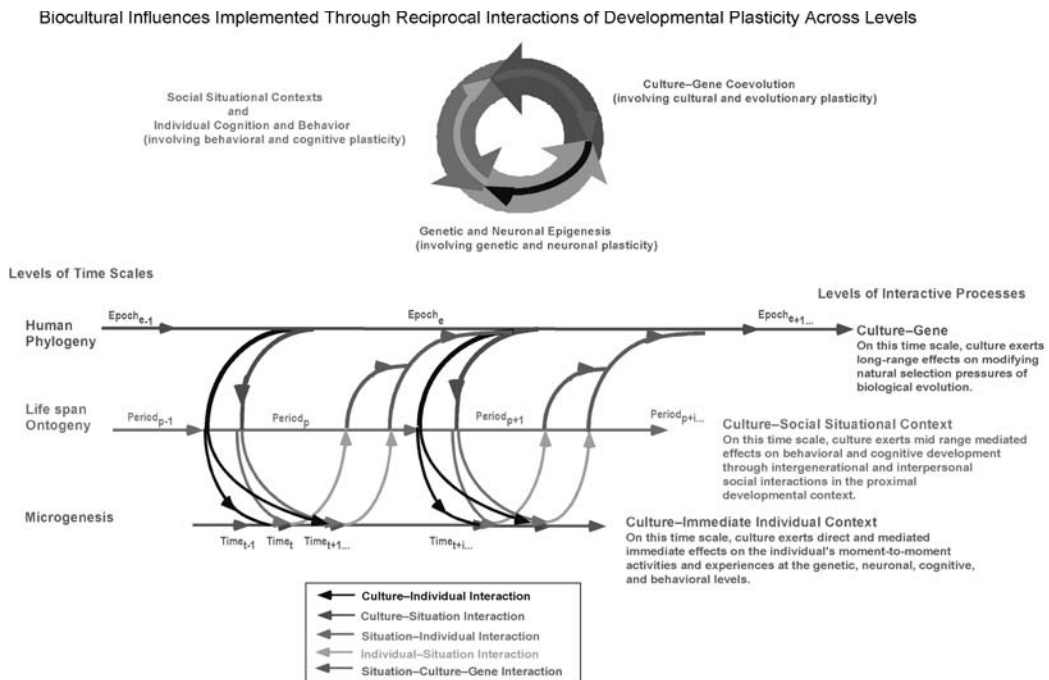 Biocultural Influences Implemented Through Reciprocal Interactions of Developmental Plasticity Across Levels
Social Situational Contexts
and
Individual Cognition and Behavior
(involving behavioral and cognitive plasticity)
Culture–Gene Coevolution
(involving cultural and evolutionary plasticity)
Genetic and Neuronal Epigenesis
(involving genetic and neuronal plasticity)
Levels of Time Scales
Levels of Interactive Processes
Human
Phylogeny
Epoch e-1
Epoch e
Epoch e+1...
Culture–Gene
On this time scale, culture exerts
long-range effects on modifying
natural selection pressures of
biological evolution.
Life span
Ontogeny
Period p-1
Period p
Period p+1
Period p+i...
Culture–Social Situational Context
On this time scale, culture exerts mid range mediated
effects on behavioral and cognitive development
through intergenerational and interpersonal
social interactions in the proximal
developmental context.
Microgenesis
Time t-1
Time t
Time t+1...
Time t+i...
Culture–Immediate Individual Context
On this time scale, culture exerts direct and mediated
immediate effects on the individual's moment-to-moment
activities and experiences at the genetic, neuronal, cognitive,
and behavioral levels.
Culture–Individual Interaction
Culture–Situation Interaction
Situation–Individual Interaction
Individual–Situation Interaction
Situation–Culture–Gene Interaction